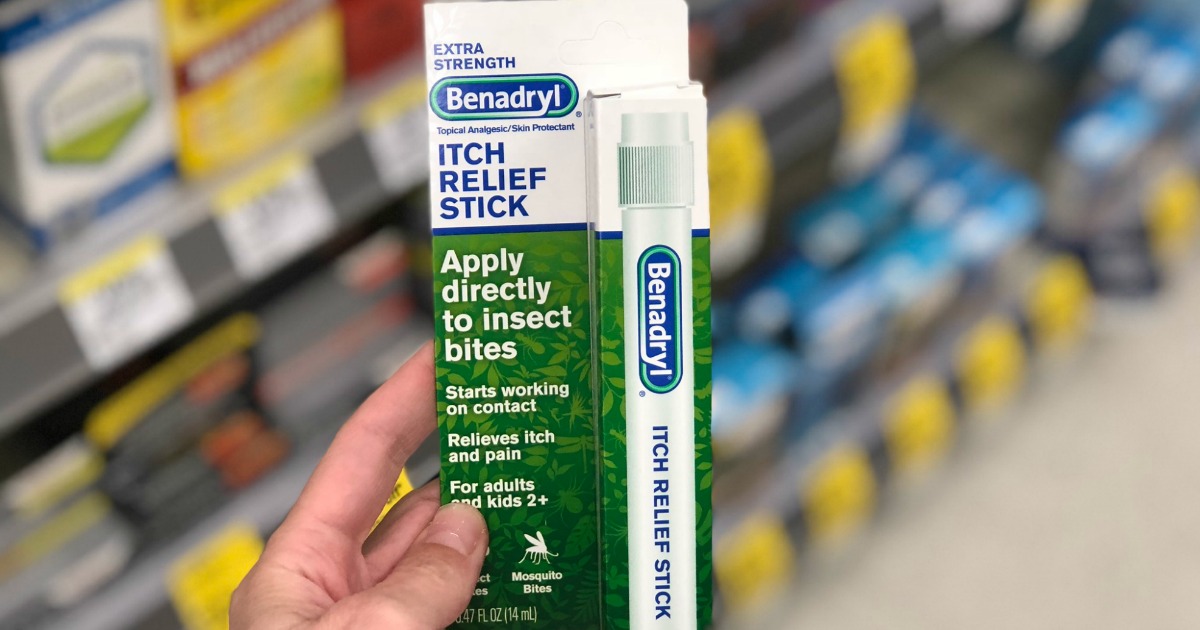 EXTRA
STRENGTH
Benadryl®
Topical Analgesic/Skin Protectant
ITCH
RELIEF
STICK
Apply
directly
to insect
bites
Starts working
on contact
Relieves itch
and pain
For adults
and kids 2+
Mosquito
Bites
0.47 FL OZ (14 mL)
Benadryl®
ITCH RELIEF STICK